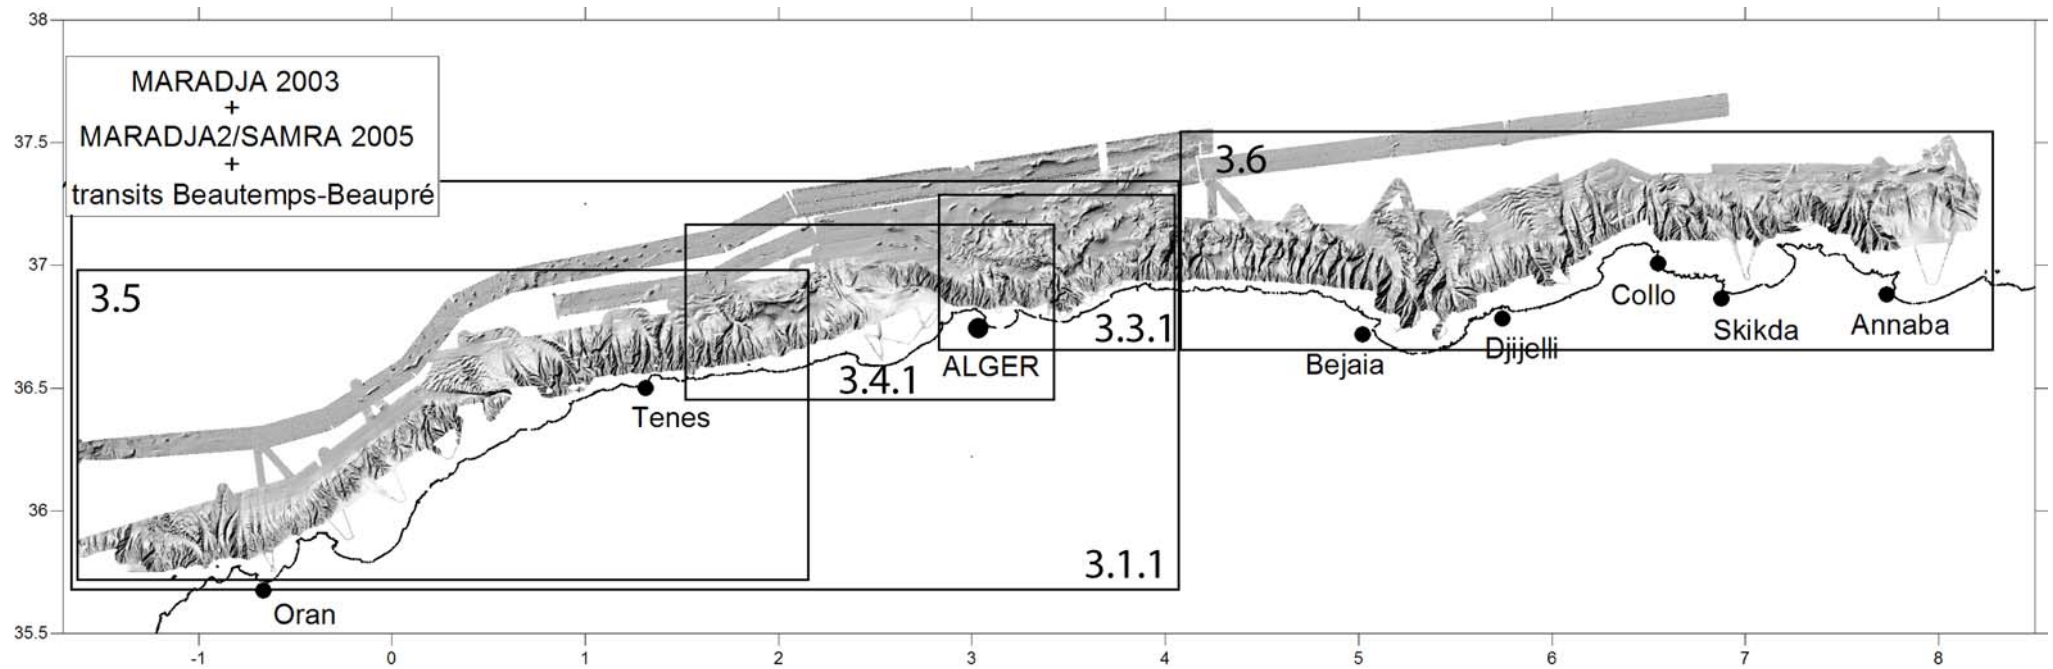 38
MARADJA 2003
+
MARADJA2/SAMRA 2005
+
transits Beautemps-Beaupré
37.5
3.6
37
3.5
3.3.1
Collo
Skikda
Annaba
ALGER
Bejaia
Djijelli
36.5
3.4.1
Tenes
36
3.1.1
Oran
35.5
-1 0 1 2 3 4 5 6 7 8